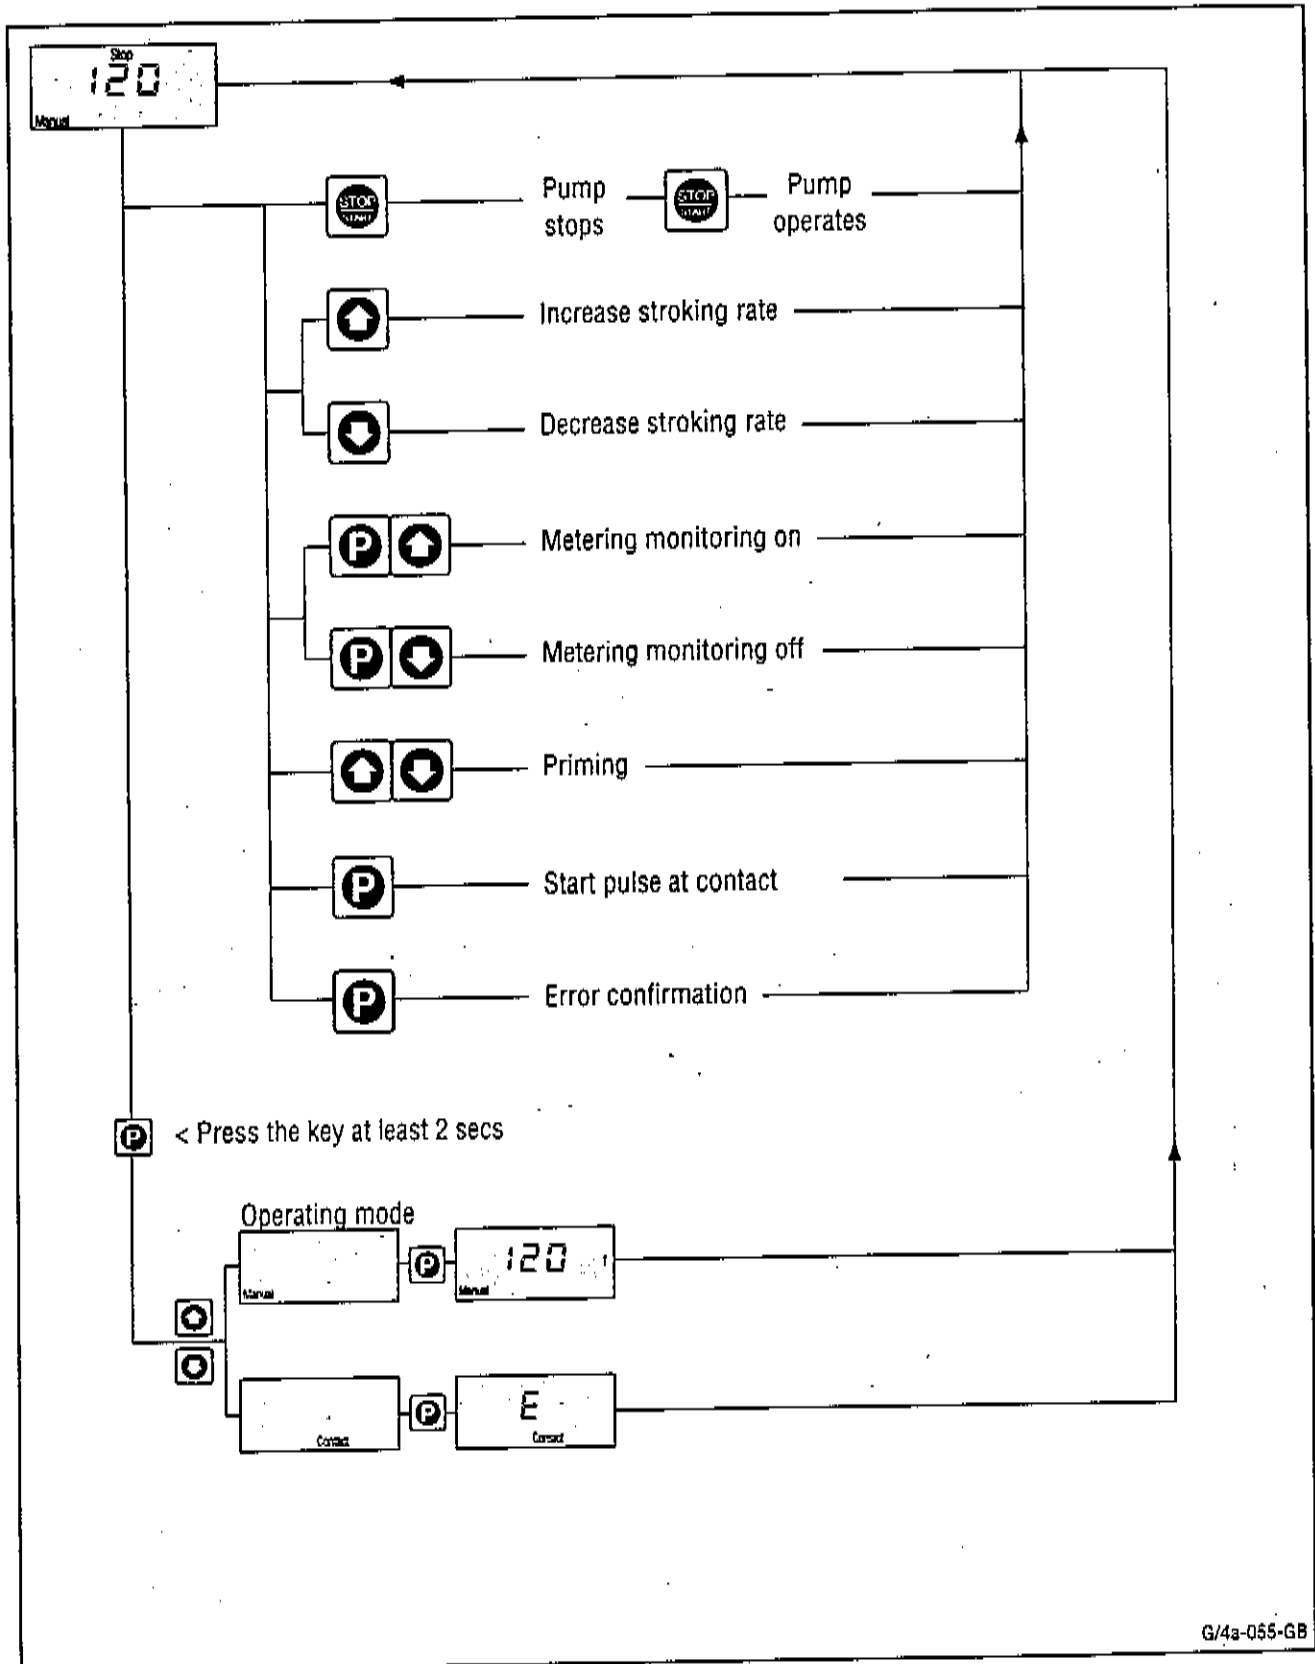 Stop
120
Manual
STOP
START
Pump
stops
STOP
START
Pump
operates
Increase stroking rate
Decrease stroking rate
P
Metering monitoring on
P
Metering monitoring off
Priming
P
Start pulse at contact
P
Error confirmation
P
< Press the key at least 2 secs
Operating mode
Manual
P
120
Manual
Contact
P
E
Contact
G/4a-055-GB